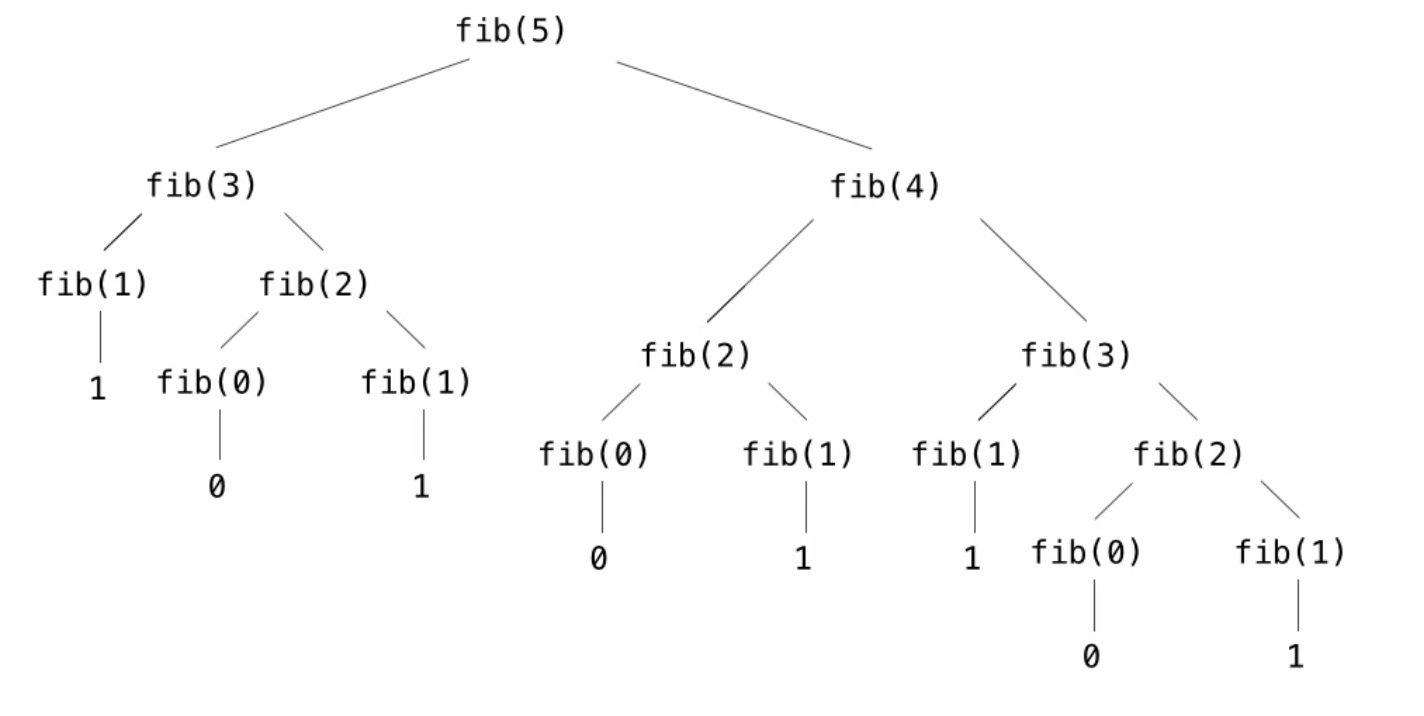 fib(5)
fib(3) fib(4)
fib(1) fib(2)
fib(2) fib(3)
1 fib(0) fib(1)
fib(0) fib(1) fib(1) fib(2)
0 1
0 1 1 fib(0) fib(1)
0 1